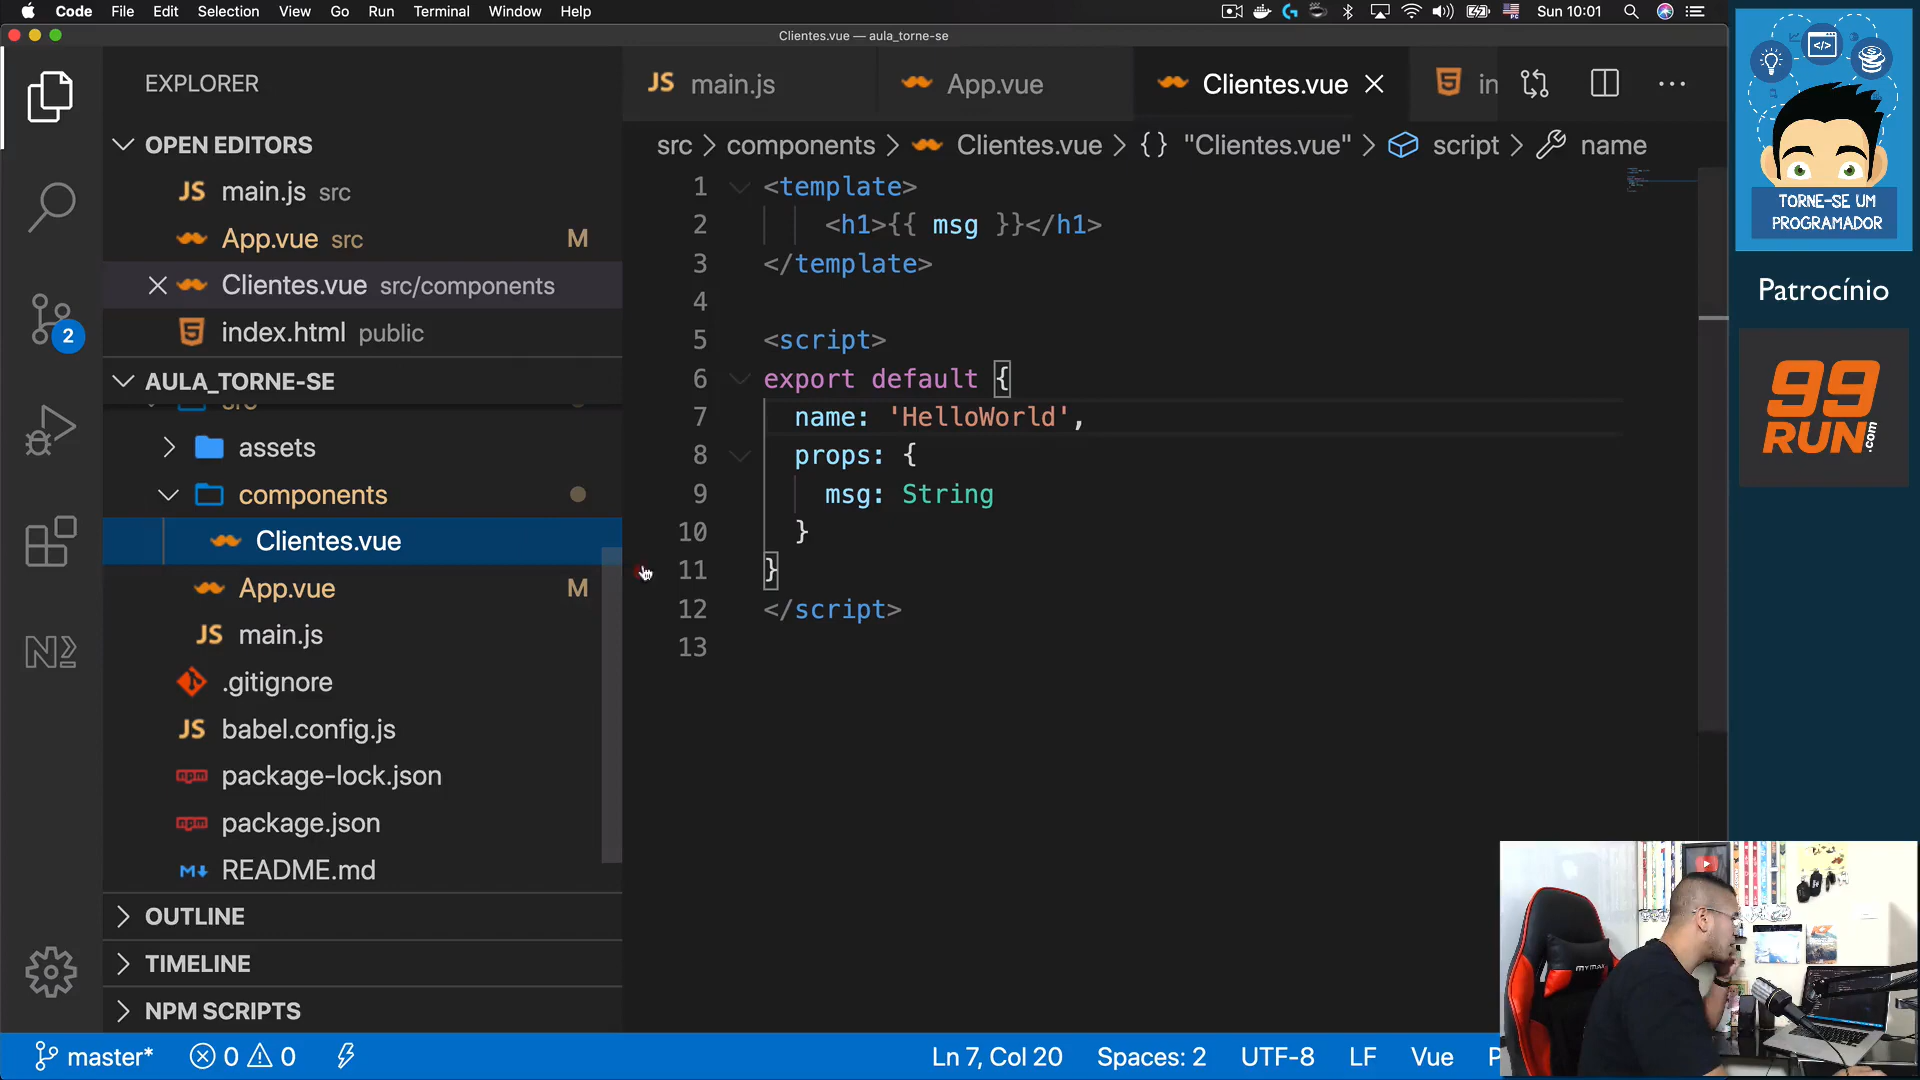 Code File Edit Selection View Go Run Terminal Window Help
Sun 10:01
Clientes.vue — aula_torne-se
EXPLORER
OPEN EDITORS
JS main.js src
App.vue src M
Clientes.vue src/components
index.html public
2
AULA_TORNE-SE
src
assets
components
Clientes.vue
App.vue M
JS main.js
.gitignore
JS babel.config.js
npm package-lock.json
npm package.json
README.md
OUTLINE
TIMELINE
NPM SCRIPTS
JS main.js
App.vue
Clientes.vue
in
src > components > Clientes.vue > {} "Clientes.vue" > script > name
1 <template>
2 <h1>{{ msg }}</h1>
3 </template>
4
5 <script>
6 export default {
7 name: 'HelloWorld',
8 props: {
9 msg: String
10 }
11 }
12 </script>
13
master* 0 0 Ln 7, Col 20 Spaces: 2 UTF-8 LF Vue P
TORNE-SE UM
PROGRAMADOR
Patrocínio
99
RUN.com
MYMAX